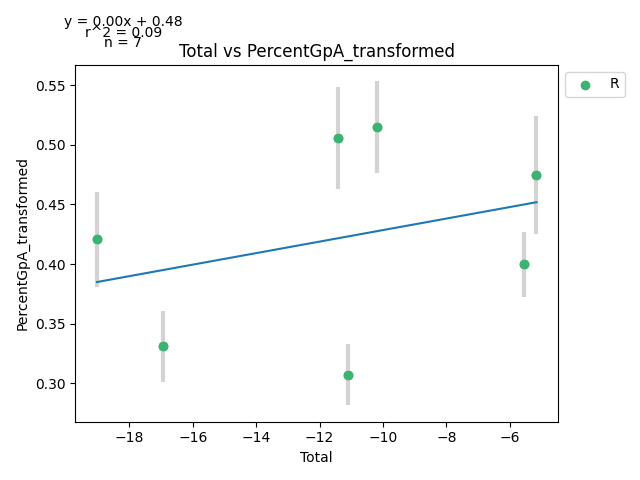 y = 0.00x + 0.48
r^2 = 0.09
n = 7
Total vs PercentGpA_transformed
R
PercentGpA_transformed
0.55
0.50
0.45
0.40
0.35
0.30
−18 −16 −14 −12 −10 −8 −6
Total